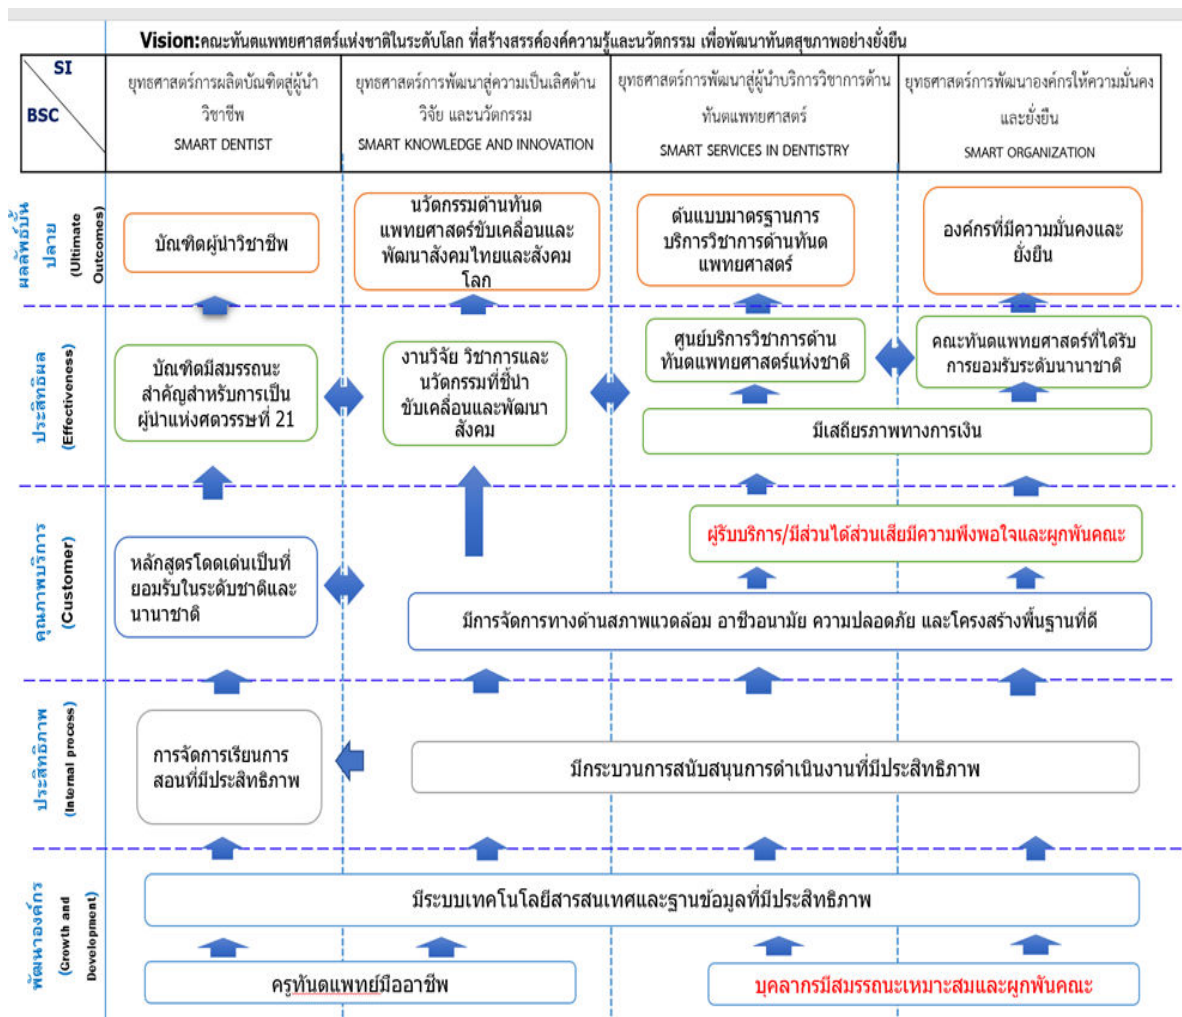 Vision:คณะทันตแพทยศาสตร์แห่งชาติในระดับโลก ที่สร้างสรรค์องค์ความรู้และนวัตกรรม เพื่อพัฒนาทันตสุขภาพอย่างยั่งยืน
SI
BSC
ยุทธศาสตร์การผลิตบัณฑิตสู่ผู้นำ
วิชาชีพ
SMART DENTIST
ยุทธศาสตร์การพัฒนาสู่ความเป็นเลิศด้าน
วิจัย และนวัตกรรม
SMART KNOWLEDGE AND INNOVATION
ยุทธศาสตร์การพัฒนาสู่ผู้นำบริการวิชาการด้าน
ทันตแพทยศาสตร์
SMART SERVICES IN DENTISTRY
ยุทธศาสตร์การพัฒนาองค์กรให้ความมั่นคง
และยั่งยืน
SMART ORGANIZATION
ผลลัพธ์บั้น
ปลาย
(Ultimate
Outcomes)
บัณฑิตผู้นำวิชาชีพ
นวัตกรรมด้านทันต
แพทยศาสตร์ขับเคลื่อนและ
พัฒนาสังคมไทยและสังคม
โลก
ต้นแบบมาตรฐานการ
บริการวิชาการด้านทันต
แพทยศาสตร์
องค์กรที่มีความมั่นคงและ
ยั่งยืน
ประสิทธิผล
(Effectiveness)
บัณฑิตมีสมรรถนะ
สำคัญสำหรับการเป็น
ผู้นำแห่งศตวรรษที่ 21
งานวิจัย วิชาการและ
นวัตกรรมที่ชี้นำ
ขับเคลื่อนและพัฒนา
สังคม
ศูนย์บริการวิชาการด้าน
ทันตแพทยศาสตร์แห่งชาติ
คณะทันตแพทยศาสตร์ที่ได้รับ
การยอมรับระดับนานาชาติ
มีเสถียรภาพทางการเงิน
คุณภาพบริการ
(Customer)
ผู้รับบริการ/มีส่วนได้ส่วนเสียมีความพึงพอใจและผูกพันคณะ
หลักสูตรโดดเด่นเป็นที่
ยอมรับในระดับชาติและ
นานาชาติ
มีการจัดการทางด้านสภาพแวดล้อม อาชีวอนามัย ความปลอดภัย และโครงสร้างพื้นฐานที่ดี
ประสิทธิภาพ
(Internal process)
การจัดการเรียนการ
สอนที่มีประสิทธิภาพ
มีกระบวนการสนับสนุนการดำเนินงานที่มีประสิทธิภาพ
พัฒนาองค์กร
(Growth and
Development)
มีระบบเทคโนโลยีสารสนเทศและฐานข้อมูลที่มีประสิทธิภาพ
ครูทันตแพทย์มืออาชีพ
บุคลากรมีสมรรถนะเหมาะสมและผูกพันคณะ